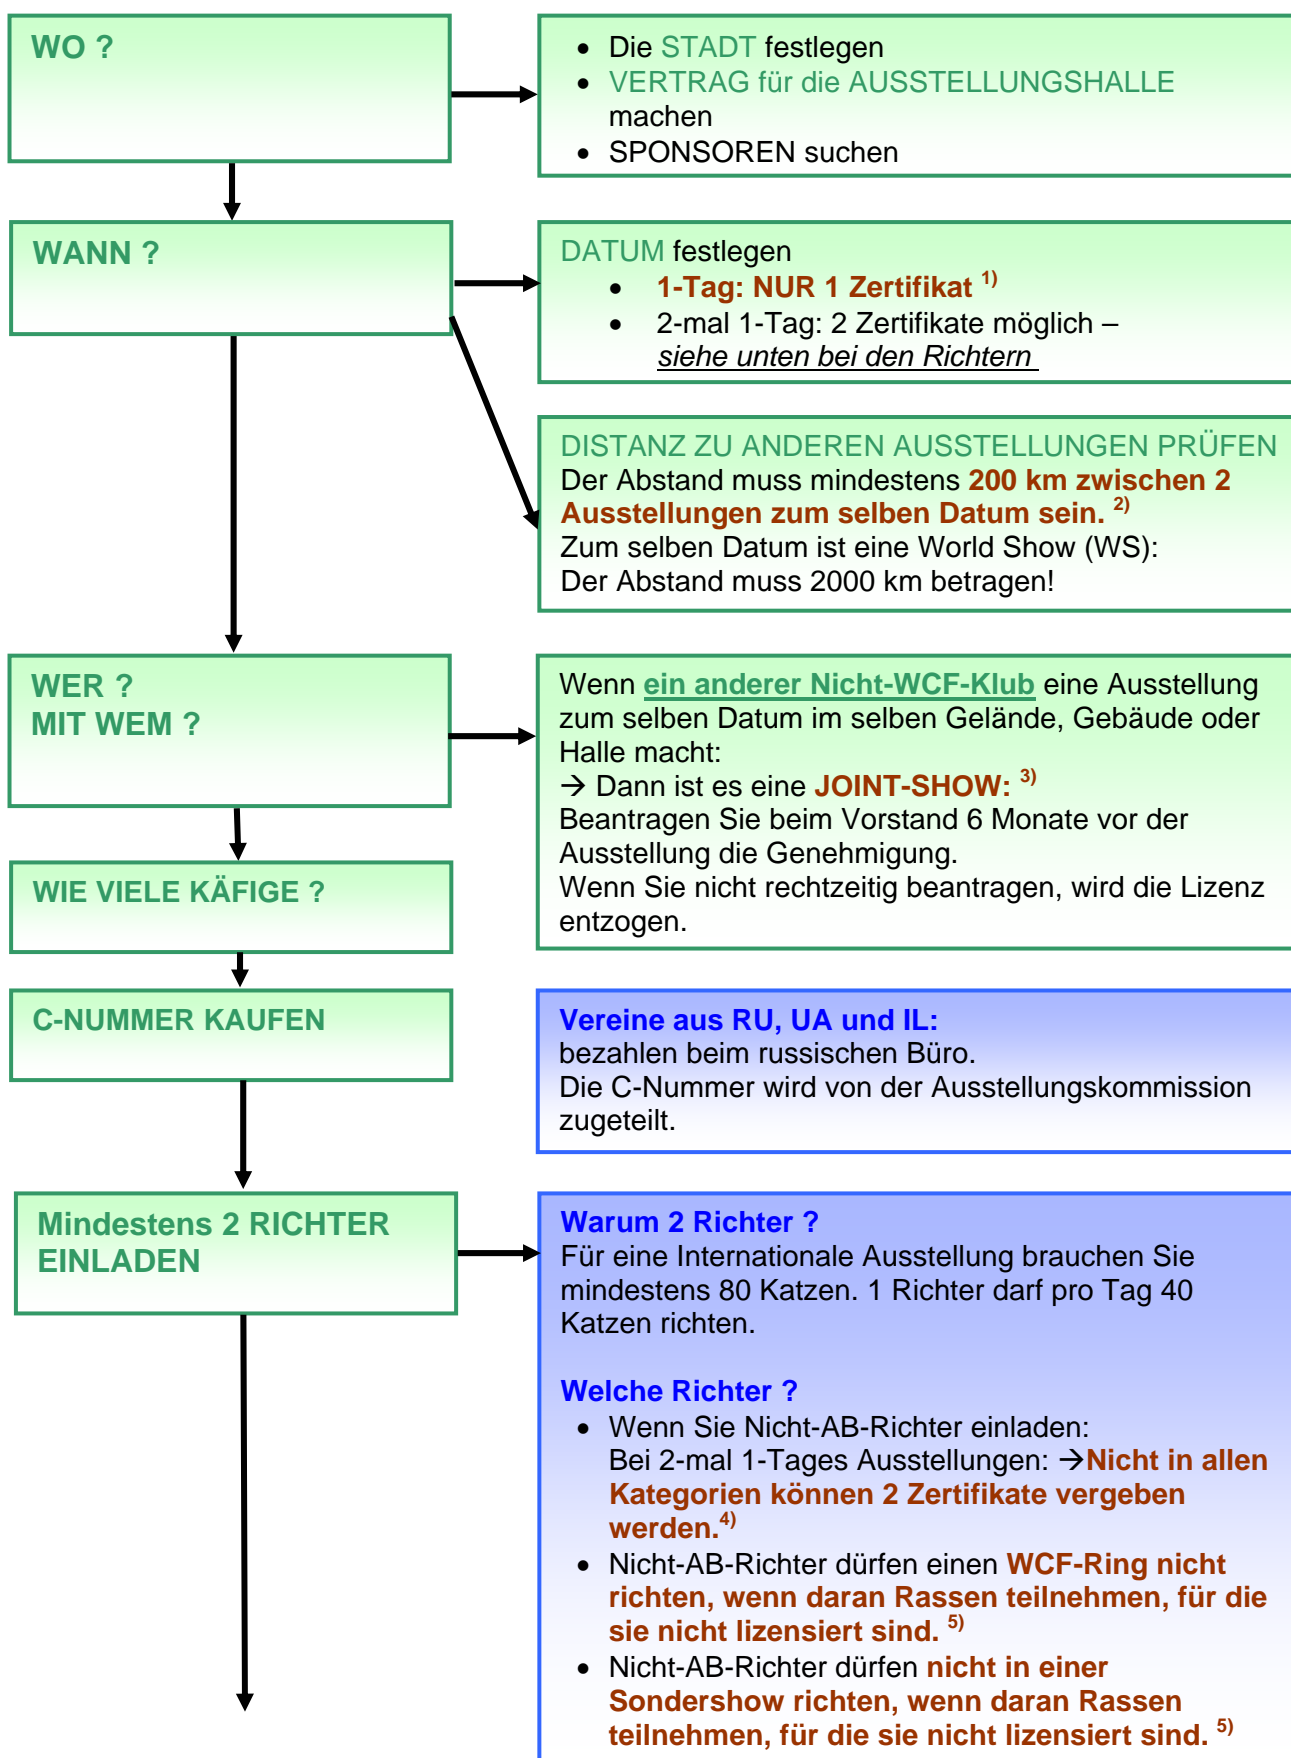 WO ?
• Die STADT festlegen
• VERTRAG für die AUSSTELLUNGSHALLE
machen
• SPONSOREN suchen
WANN ?
DATUM festlegen
• 1-Tag: NUR 1 Zertifikat 1)
• 2-mal 1-Tag: 2 Zertifikate möglich –
siehe unten bei den Richtern
DISTANZ ZU ANDEREN AUSSTELLUNGEN PRÜFEN
Der Abstand muss mindestens 200 km zwischen 2
Ausstellungen zum selben Datum sein. 2)
Zum selben Datum ist eine World Show (WS):
Der Abstand muss 2000 km betragen!
WER ?
MIT WEM ?
Wenn ein anderer Nicht-WCF-Klub eine Ausstellung
zum selben Datum im selben Gelände, Gebäude oder
Halle macht:
→ Dann ist es eine JOINT-SHOW: 3)
Beantragen Sie beim Vorstand 6 Monate vor der
Ausstellung die Genehmigung.
Wenn Sie nicht rechtzeitig beantragen, wird die Lizenz
entzogen.
WIE VIELE KÄFIGE ?
C-NUMMER KAUFEN
Vereine aus RU, UA und IL:
bezahlen beim russischen Büro.
Die C-Nummer wird von der Ausstellungskommission
zugeteilt.
Mindestens 2 RICHTER
EINLADEN
Warum 2 Richter ?
Für eine Internationale Ausstellung brauchen Sie
mindestens 80 Katzen. 1 Richter darf pro Tag 40
Katzen richten.
Welche Richter ?
• Wenn Sie Nicht-AB-Richter einladen:
Bei 2-mal 1-Tages Ausstellungen: →Nicht in allen
Kategorien können 2 Zertifikate vergeben
werden.4)
• Nicht-AB-Richter dürfen einen WCF-Ring nicht
richten, wenn daran Rassen teilnehmen, für die
sie nicht lizensiert sind. 5)
• Nicht-AB-Richter dürfen nicht in einer
Sondershow richten, wenn daran Rassen
teilnehmen, für die sie nicht lizensiert sind. 5)